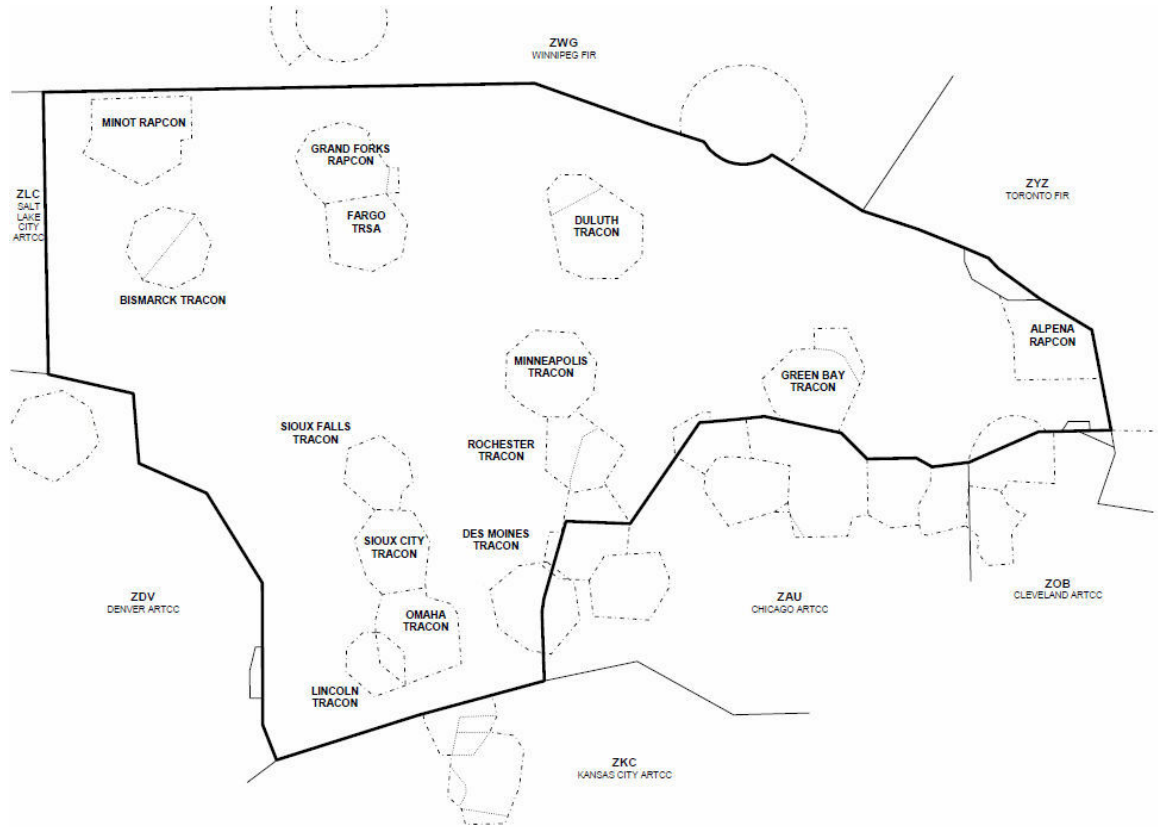 ZWG
WINNIPEG FIR
MINOT RAPCON
GRAND FORKS
RAPCON
ZLC
SALT
LAKE
CITY
ARTCC
ZYZ
TORONTO FIR
FARGO
TRSA
DULUTH
TRACON
BISMARCK TRACON
ALPENA
RAPCON
MINNEAPOLIS
TRACON
GREEN BAY
TRACON
SIOUX FALLS
TRACON
ROCHESTER
TRACON
SIOUX CITY
TRACON
DES MOINES
TRACON
ZDV
DENVER ARTCC
ZAU
CHICAGO ARTCC
ZOB
CLEVELAND ARTCC
OMAHA
TRACON
LINCOLN
TRACON
ZKC
KANSAS CITY ARTCC